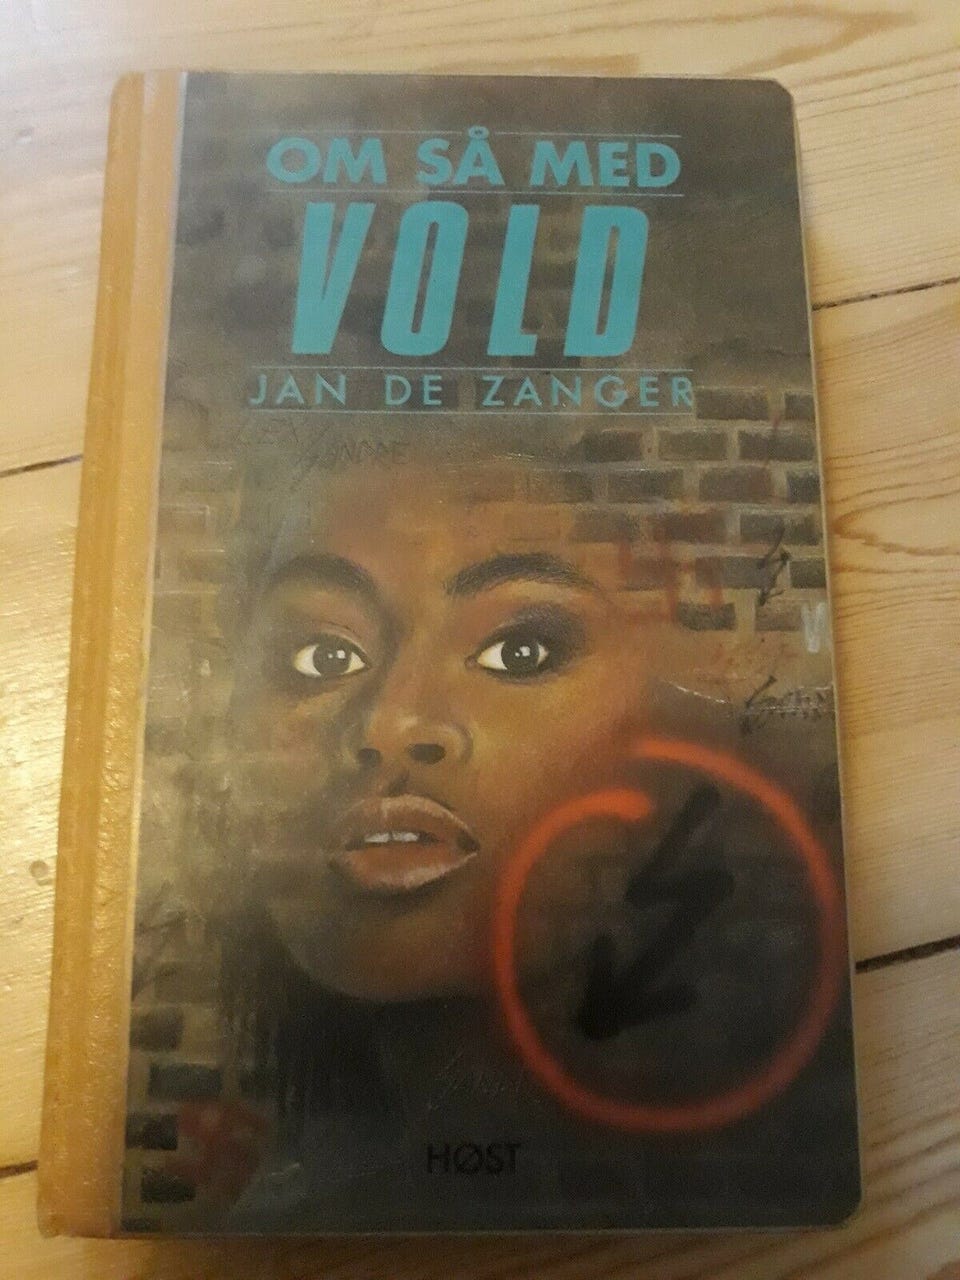 OM SÅ MED
VOLD
JAN DE ZANGER
HØST